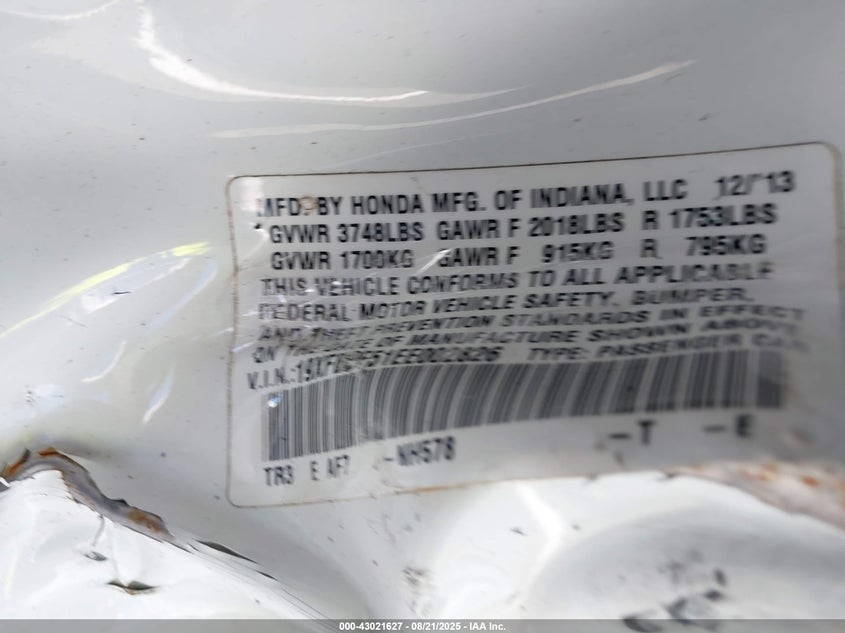 MFD. BY HONDA MFG. OF INDIANA, LLC 12/13
GVWR 3748LBS GAWR F 2018LBS R 1753LBS
GVWR 1700KG GAWR F 915KG R 795KG
THIS VEHICLE CONFORMS TO ALL APPLICABLE
FEDERAL MOTOR VEHICLE SAFETY, BUMPER,
AND THEFT PREVENTION STANDARDS IN EFFECT
ON THE DATE OF MANUFACTURE SHOWN ABOVE.
V.I.N.: TYPE: PASSENGER CAR
TR3 E AF7 -NH578 -T -E
000-43021627 - 08/21/2025 - IAA Inc.